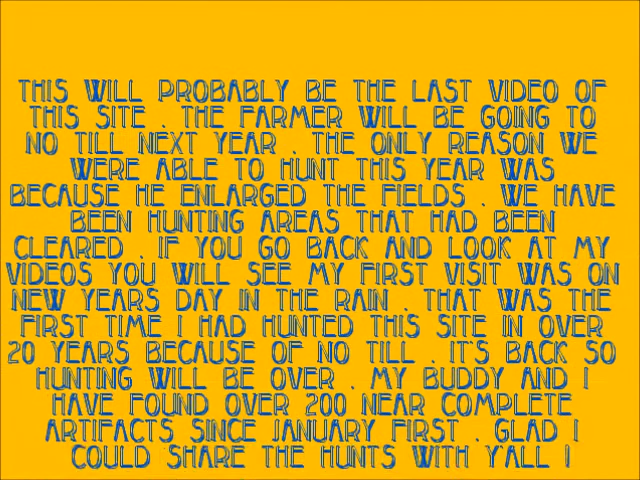 THIS WILL PROBABLY BE THE LAST VIDEO OF
THIS SITE . THE FARMER WILL BE GOING TO
NO TILL NEXT YEAR . THE ONLY REASON WE
WERE ABLE TO HUNT THIS YEAR WAS
BECAUSE HE ENLARGED THE FIELDS . WE HAVE
BEEN HUNTING AREAS THAT HAD BEEN
CLEARED . IF YOU GO BACK AND LOOK AT MY
VIDEOS YOU WILL SEE MY FIRST VISIT WAS ON
NEW YEARS DAY IN THE RAIN . THAT WAS THE
FIRST TIME I HAD HUNTED THIS SITE IN OVER
20 YEARS BECAUSE OF NO TILL . IT'S BACK SO
HUNTING WILL BE OVER . MY BUDDY AND I
HAVE FOUND OVER 200 NEAR COMPLETE
ARTIFACTS SINCE JANUARY FIRST . GLAD I
COULD SHARE THE HUNTS WITH Y'ALL !